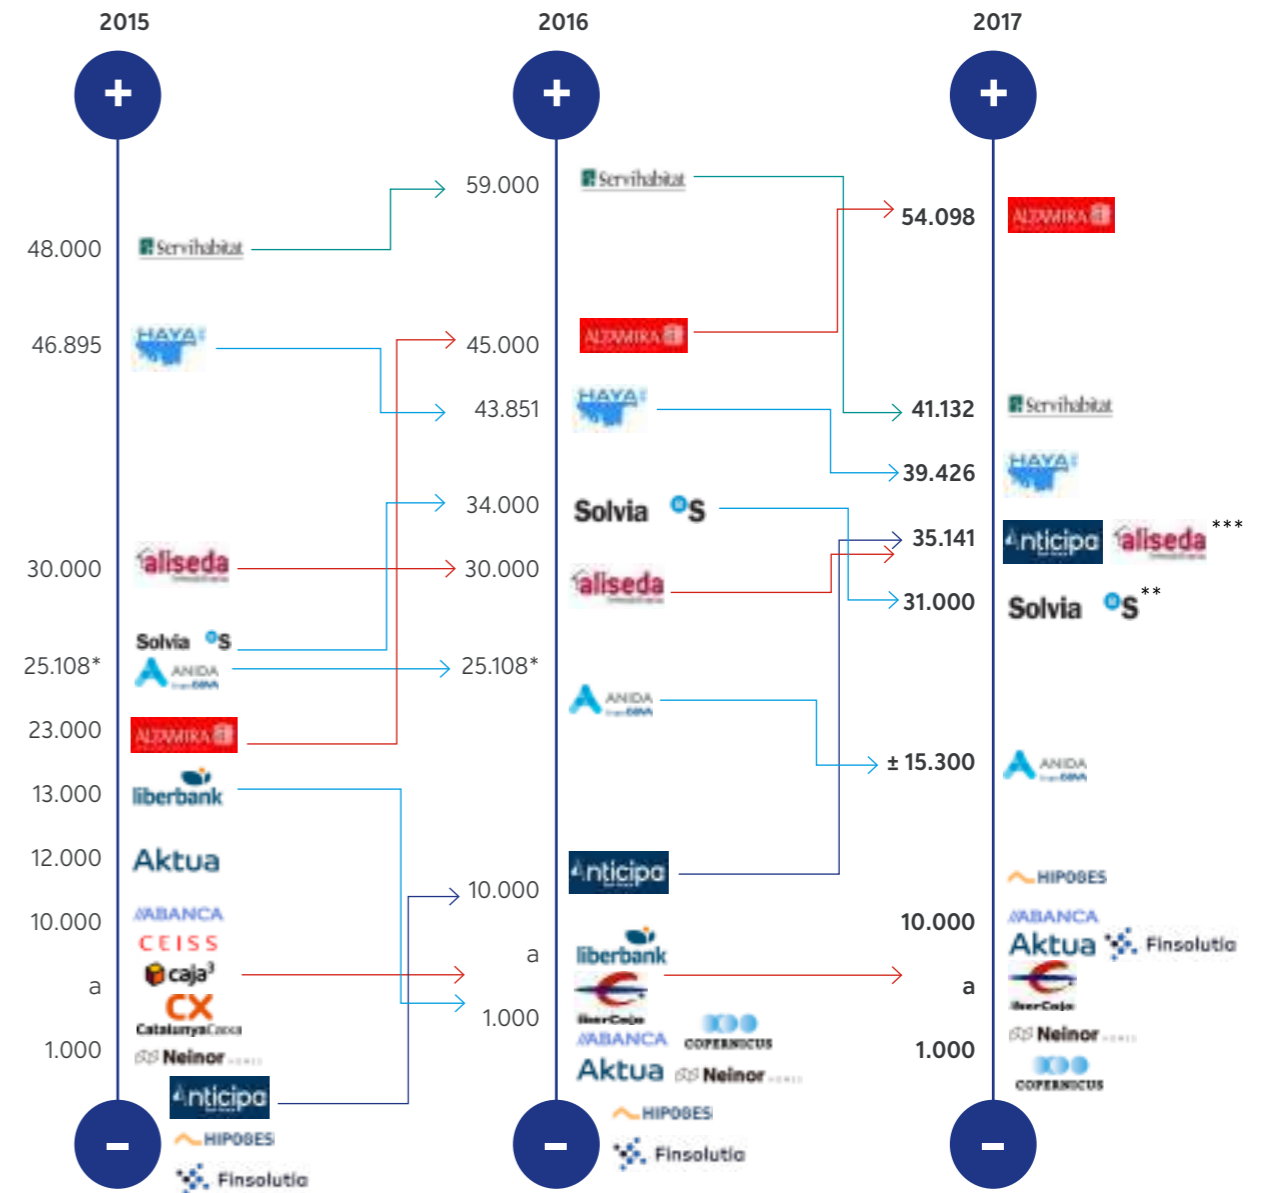 2015
+
48.000
Servihabitat
46.895
HAYA
30.000
aliseda
Solvia S
25.108*
ANIDA
BBVA
23.000
ALTAMIRA
13.000
liberbank
12.000
Aktua
10.000
ABANCA
CEISS
caja3
a
CX
CatalunyaCaixa
1.000
Neinor
Anticipa
HIPOGES
Finsolutia
–
2016
+
59.000
Servihabitat
45.000
ALTAMIRA
43.851
HAYA
34.000
Solvia S
30.000
aliseda
25.108*
ANIDA
BBVA
10.000
Anticipa
a
liberbank
iberCaja
1.000
ABANCA
COPERNICUS
Aktua
Neinor
HIPOGES
Finsolutia
–
2017
+
54.098
ALTAMIRA
41.132
Servihabitat
39.426
HAYA
35.141
Anticipa aliseda ***
31.000
Solvia S **
± 15.300
ANIDA
BBVA
HIPOGES
10.000
ABANCA
Aktua Finsolutia
a
iberCaja
1.000
Neinor
COPERNICUS
–